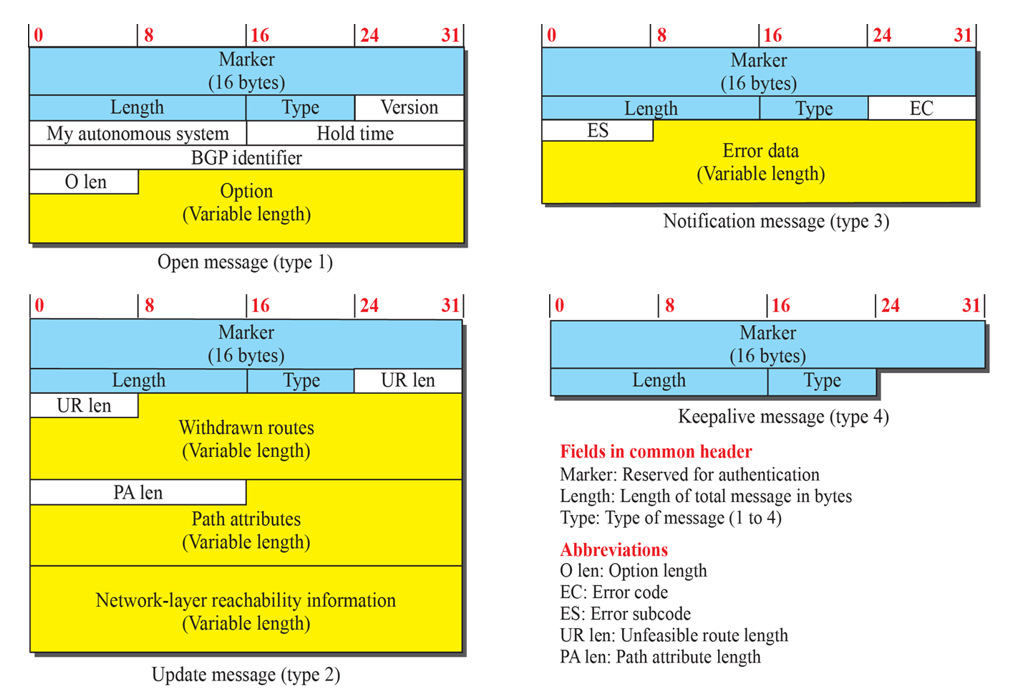 0 8 16 24 31
Marker
(16 bytes)
Length Type Version
My autonomous system Hold time
BGP identifier
O len
Option
(Variable length)
Open message (type 1)
0 8 16 24 31
Marker
(16 bytes)
Length Type EC
ES
Error data
(Variable length)
Notification message (type 3)
0 8 16 24 31
Marker
(16 bytes)
Length Type UR len
UR len
Withdrawn routes
(Variable length)
PA len
Path attributes
(Variable length)
Network-layer reachability information
(Variable length)
Update message (type 2)
0 8 16 24 31
Marker
(16 bytes)
Length Type
Keepalive message (type 4)
Fields in common header
Marker: Reserved for authentication
Length: Length of total message in bytes
Type: Type of message (1 to 4)
Abbreviations
O len: Option length
EC: Error code
ES: Error subcode
UR len: Unfeasible route length
PA len: Path attribute length